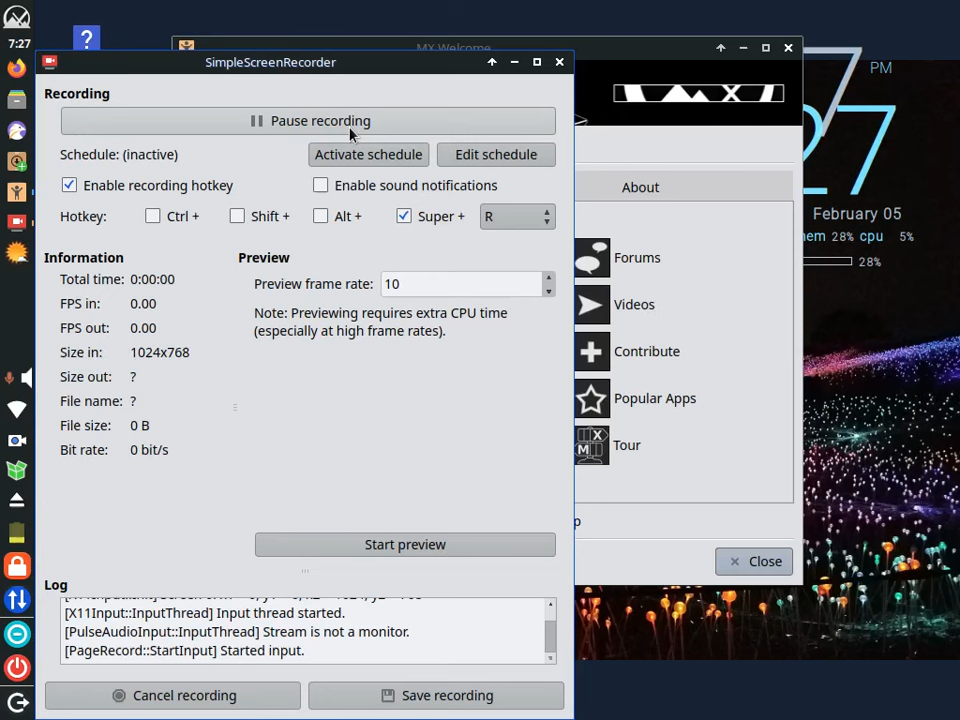 7:27
?
MX Welcome
SimpleScreenRecorder
Recording
Pause recording
Schedule: (inactive)
Activate schedule
Edit schedule
Enable recording hotkey
Enable sound notifications
Hotkey:
Ctrl +
Shift +
Alt +
Super +
R
Information
Total time: 0:00:00
FPS in: 0.00
FPS out: 0.00
Size in: 1024x768
Size out: ?
File name: ?
File size: 0 B
Bit rate: 0 bit/s
Preview
Preview frame rate: 10
Note: Previewing requires extra CPU time
(especially at high frame rates).
Start preview
Log
[X11Input::InputThread] Input thread started.
[PulseAudioInput::InputThread] Stream is not a monitor.
[PageRecord::StartInput] Started input.
Cancel recording
Save recording
MX
About
Forums
Videos
Contribute
Popular Apps
Tour
Close
7
PM
27
February 05
mem 28% cpu 5%
28%